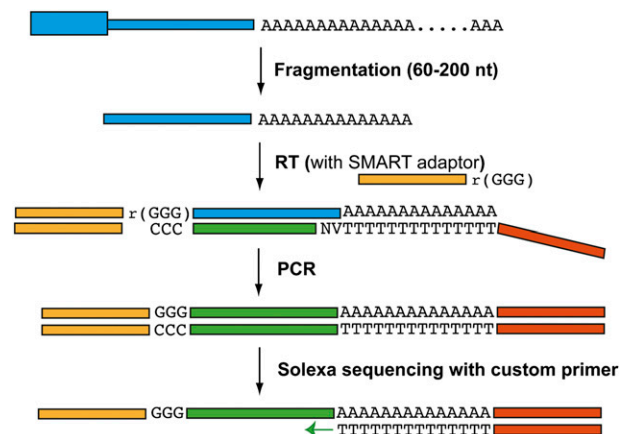 AAAAAAAAAAAAAA.....AAA
Fragmentation (60-200 nt)
AAAAAAAAAAAAAA
RT (with SMART adaptor)
r(GGG)
r(GGG) AAAAAAAAAAAAAA
CCC NVTTTTTTTTTTTTTT
PCR
GGG AAAAAAAAAAAAAA
CCC TTTTTTTTTTTTTT
Solexa sequencing with custom primer
GGG AAAAAAAAAAAAAA
TTTTTTTTTTTTTT